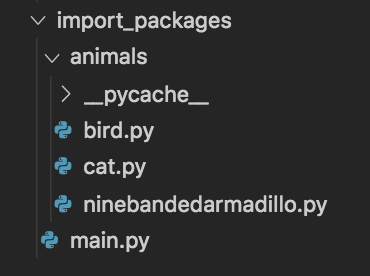 import_packages
animals
__pycache__
bird.py
cat.py
ninebandedarmadillo.py
main.py